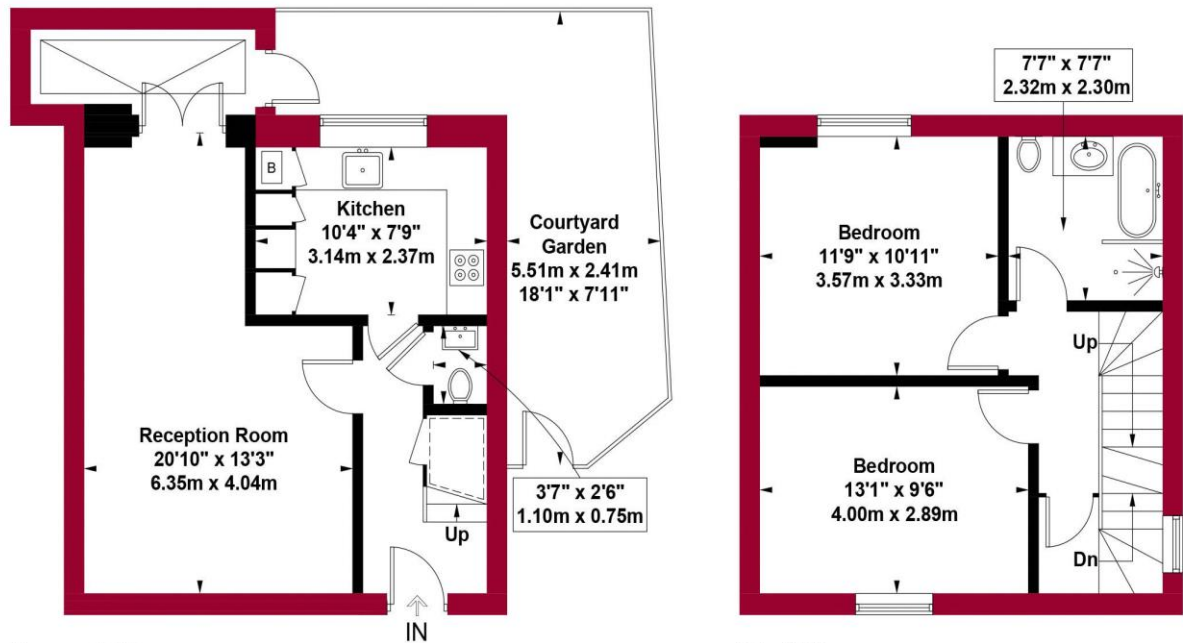 B
Kitchen
10'4" x 7'9"
3.14m x 2.37m
Courtyard
Garden
5.51m x 2.41m
18'1" x 7'11"
Reception Room
20'10" x 13'3"
6.35m x 4.04m
3'7" x 2'6"
1.10m x 0.75m
Up
IN
7'7" x 7'7"
2.32m x 2.30m
Bedroom
11'9" x 10'11"
3.57m x 3.33m
Up
Bedroom
13'1" x 9'6"
4.00m x 2.89m
Dn